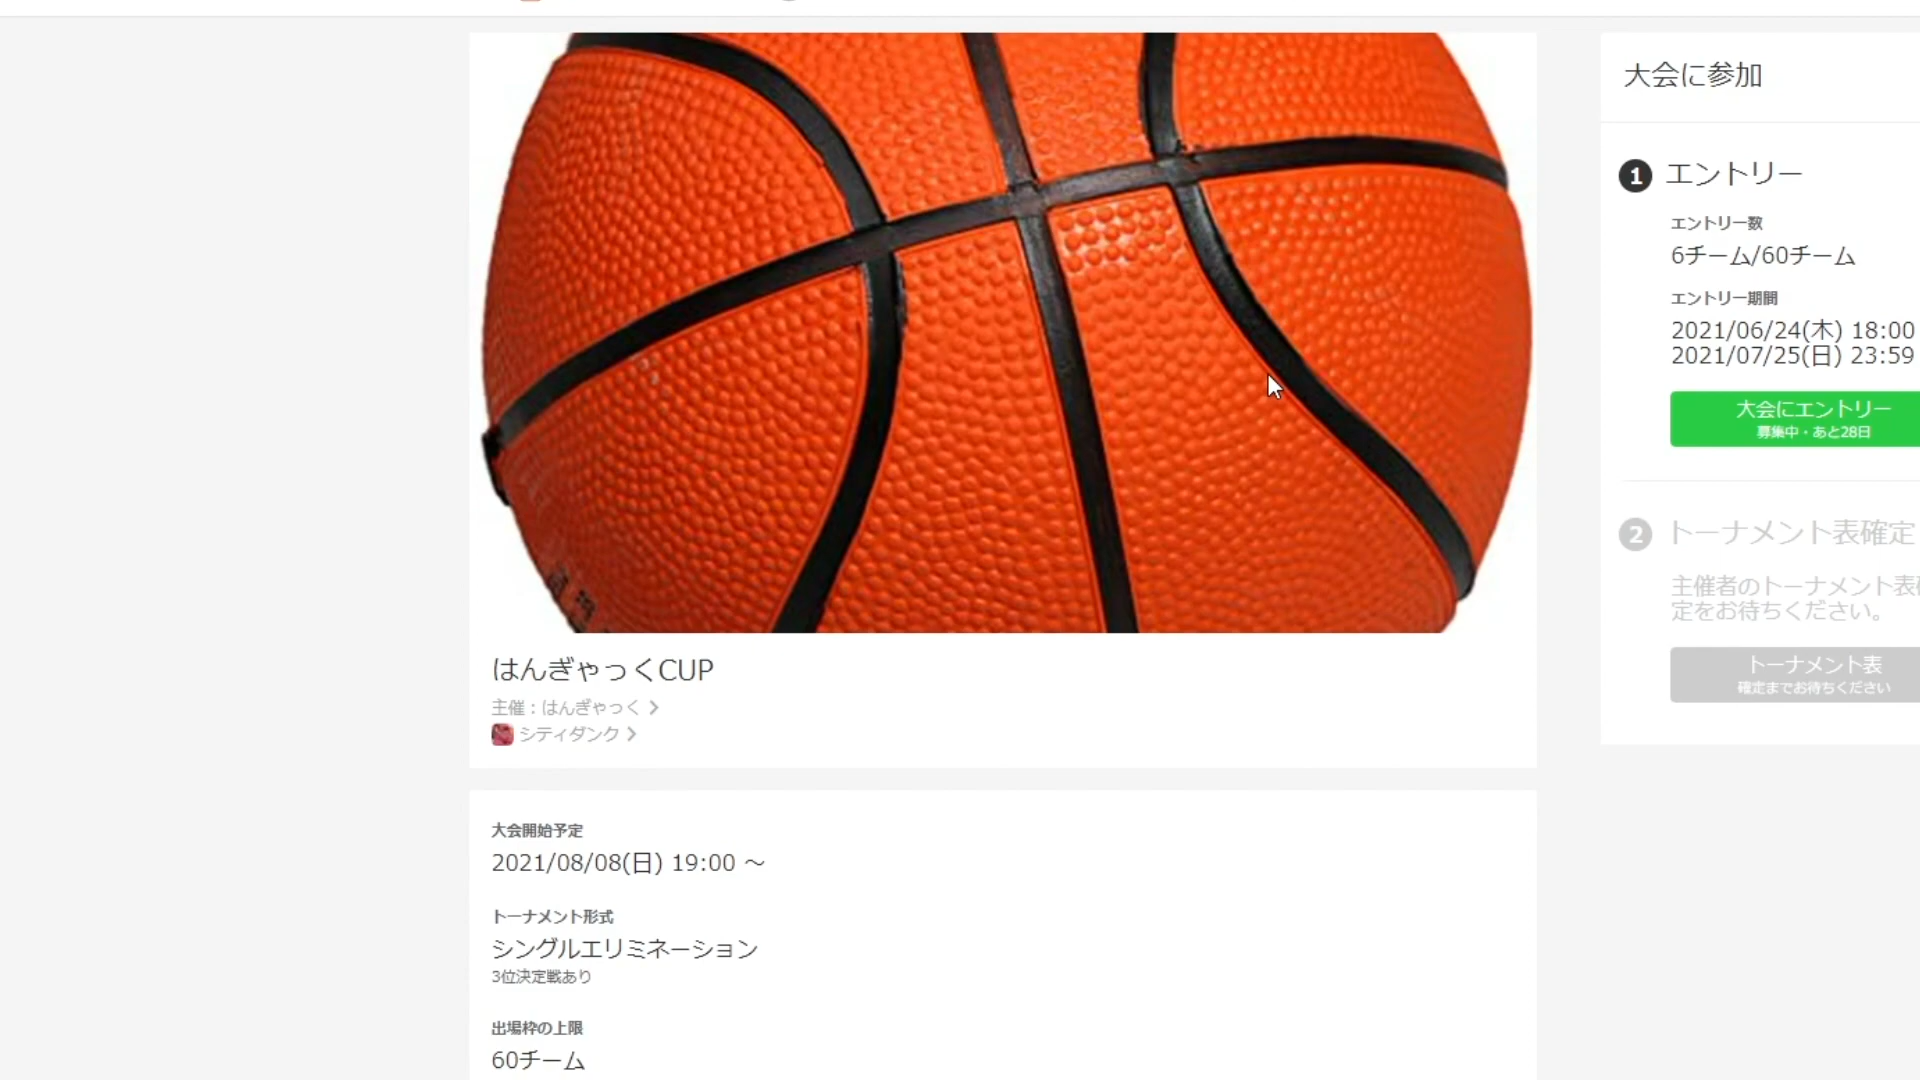 はんぎゃっくCUP
主催：はんぎゃっく
シティダンク
大会開始予定
2021/08/08(日) 19:00 ～
トーナメント形式
シングルエリミネーション
3位決定戦あり
出場枠の上限
60チーム
大会に参加
1 エントリー
エントリー数
6チーム/60チーム
エントリー期間
2021/06/24(木) 18:00
2021/07/25(日) 23:59
大会にエントリー
募集中・あと28日
2 トーナメント表確定
主催者のトーナメント表確
定をお待ちください。
トーナメント表
確定までお待ちください